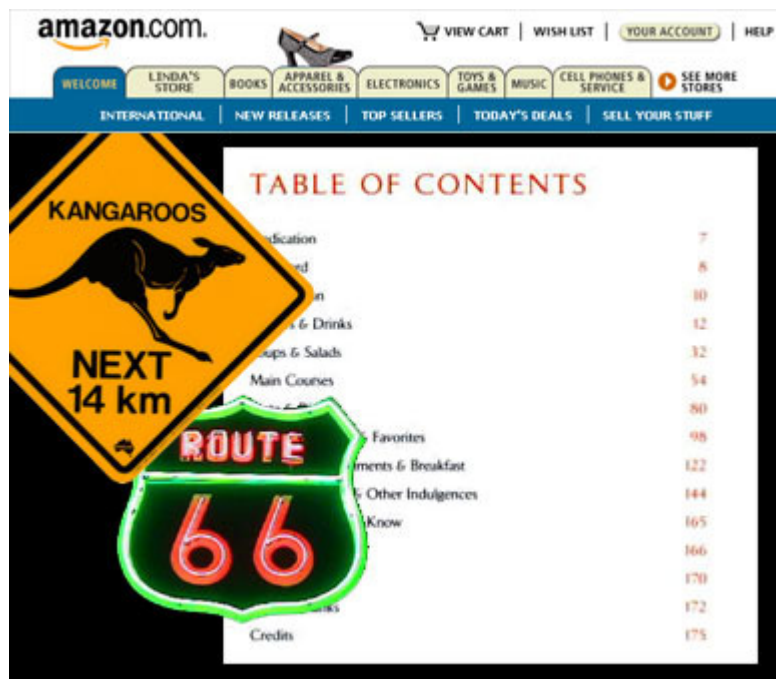 amazon.com.
VIEW CART | WISH LIST | YOUR ACCOUNT | HELP
WELCOME
LINDA'S STORE
BOOKS
APPAREL & ACCESSORIES
ELECTRONICS
TOYS & GAMES
MUSIC
CELL PHONES & SERVICE
SEE MORE STORES
INTERNATIONAL | NEW RELEASES | TOP SELLERS | TODAY'S DEALS | SELL YOUR STUFF
KANGAROOS
NEXT
14 km
ROUTE
66
TABLE OF CONTENTS
7
8
10
& Drinks 12
& Salads 32
Main Courses 54
80
& Favorites 98
& Breakfast 122
& Other Indulgences 144
Know 165
166
170
172
Credits 175